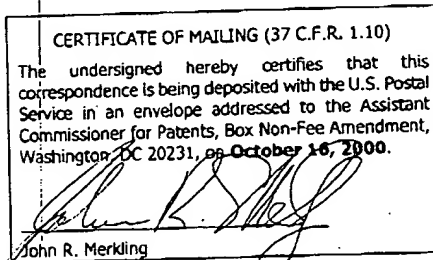 CERTIFICATE OF MAILING (37 C.F.R. 1.10)
The undersigned hereby certifies that this
correspondence is being deposited with the U.S. Postal
Service in an envelope addressed to the Assistant
Commissioner for Patents, Box Non-Fee Amendment,
Washington, DC 20231, on October 16, 2000.
John R. Merkling